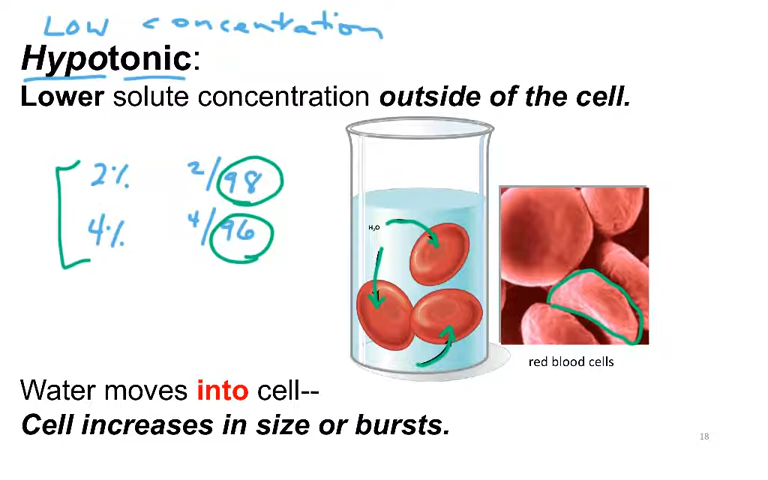 Low concentration
Hypotonic:
Lower solute concentration outside of the cell.
2% 2/98
4% 4/96
H₂O
red blood cells
Water moves into cell--
Cell increases in size or bursts.
18